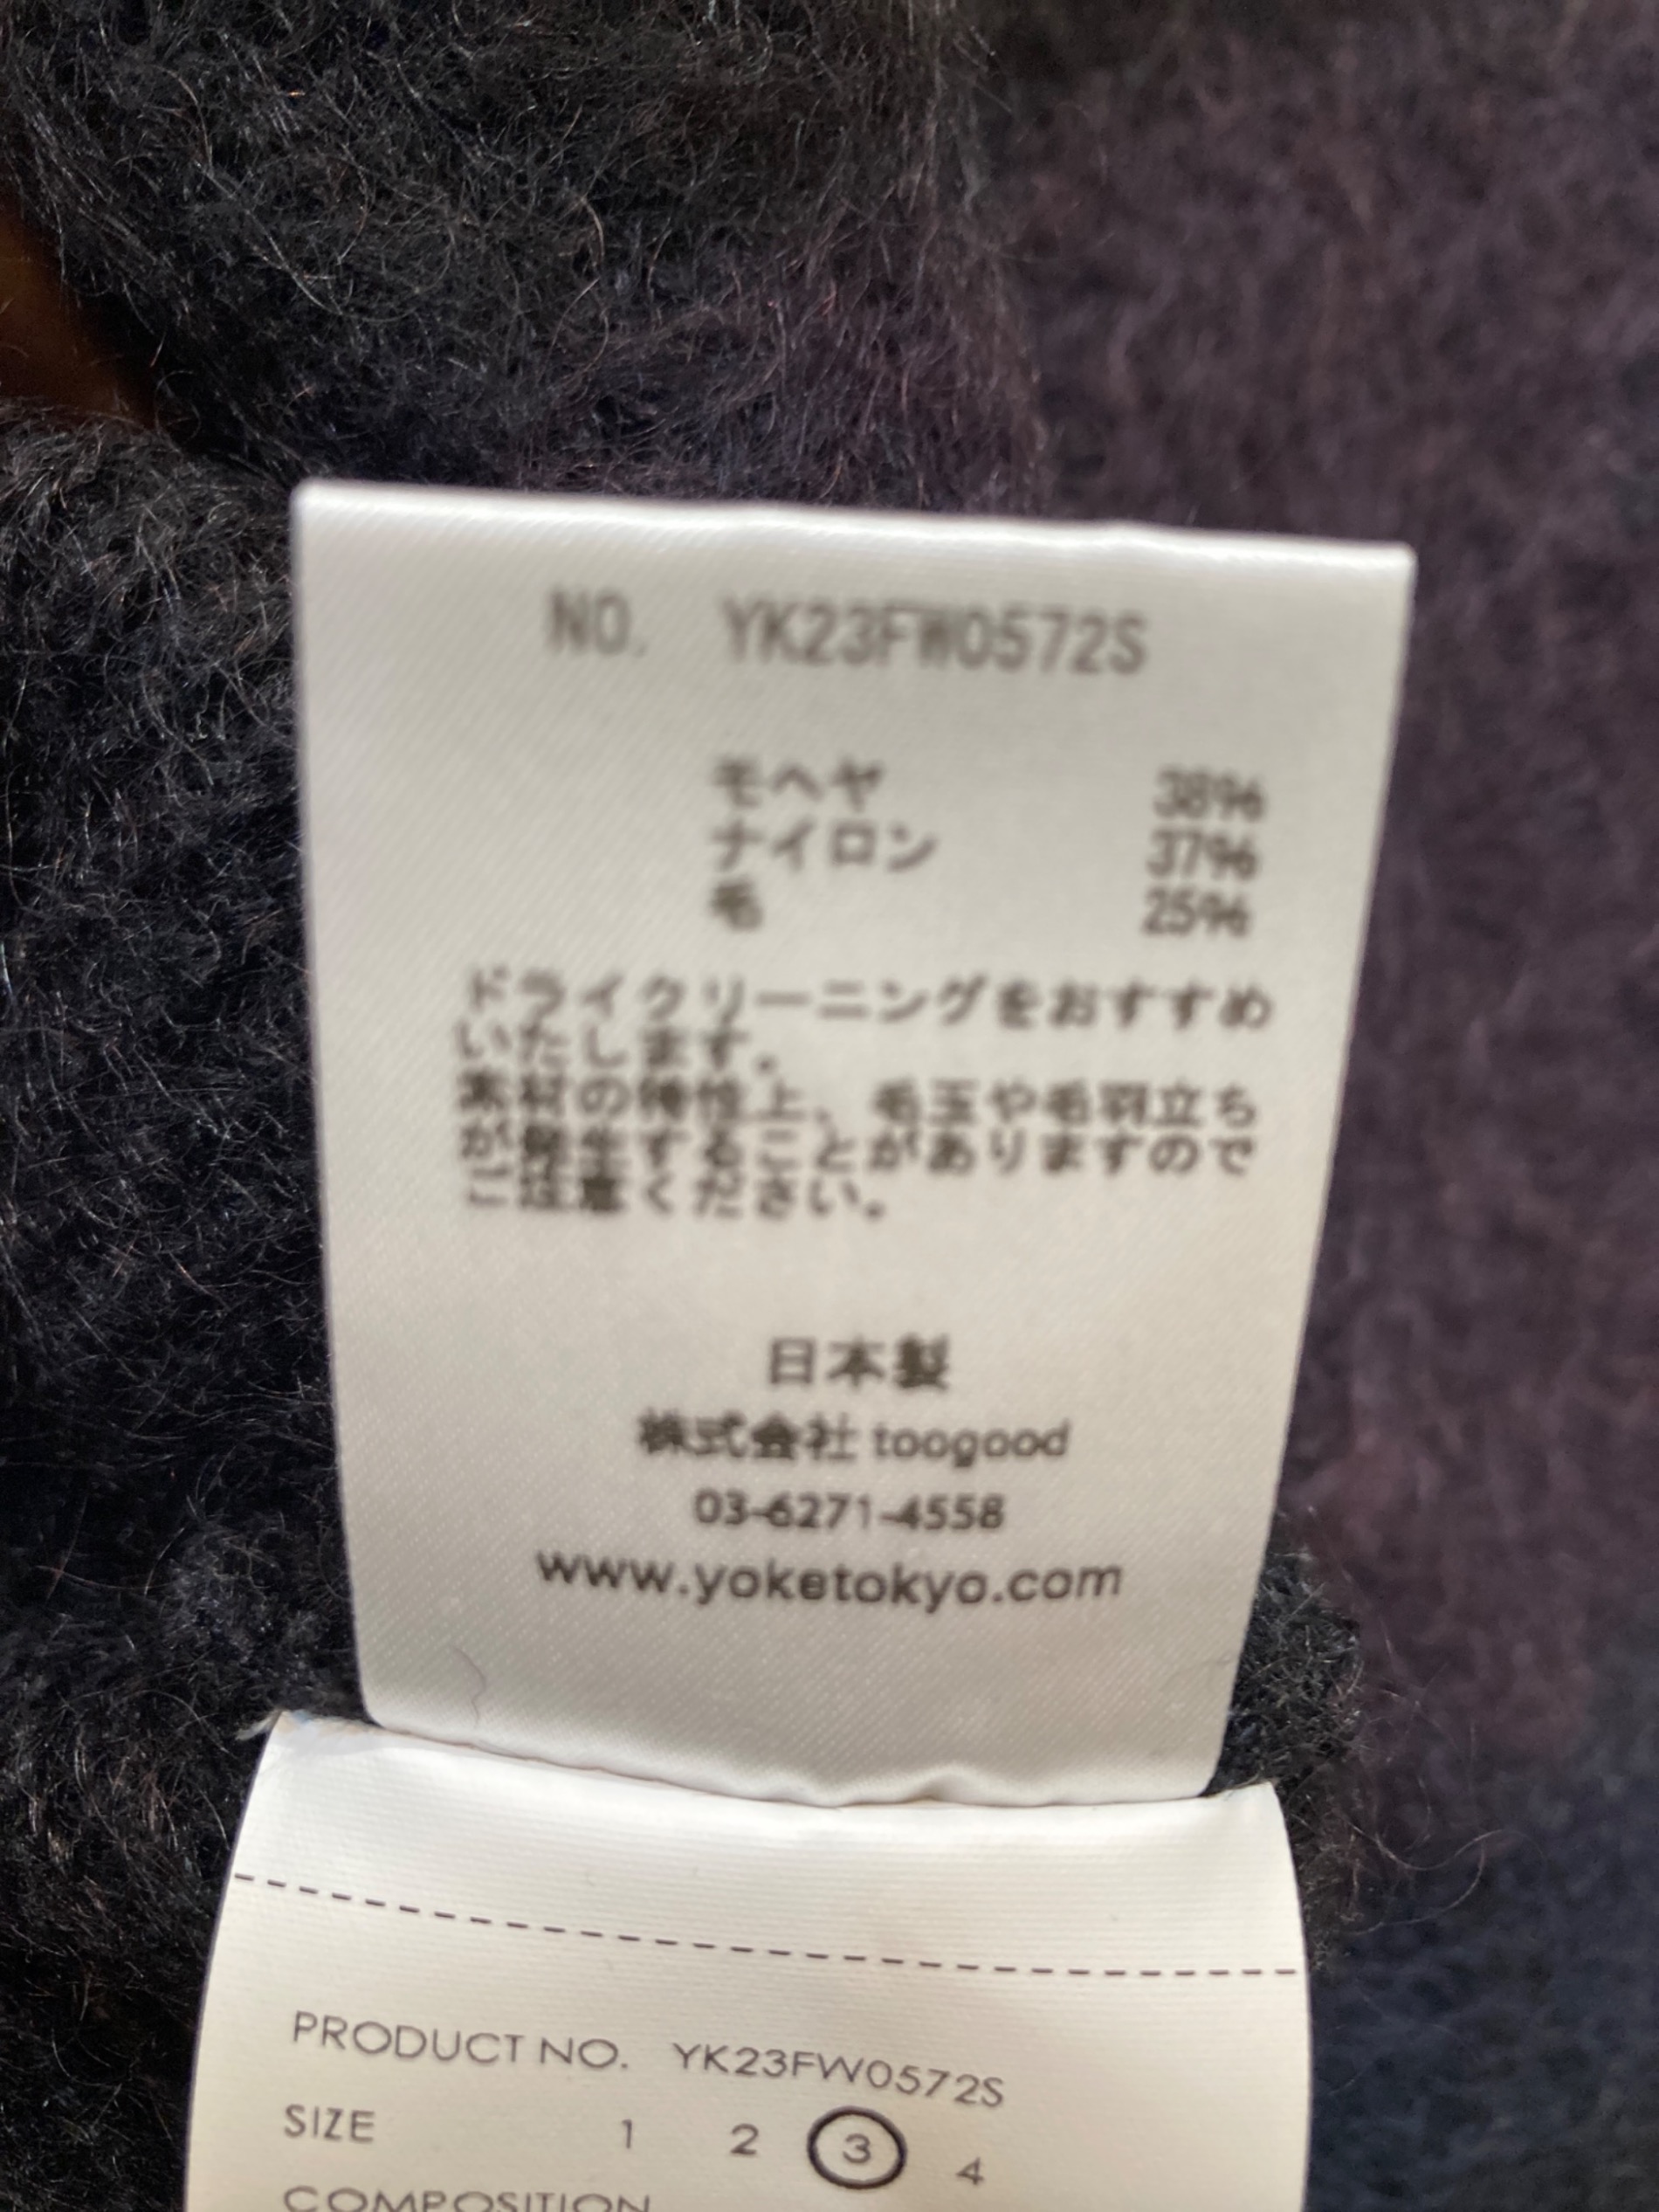 NO. YK23FW0572S
モヘヤ 38%
ナイロン 37%
毛 25%
ドライクリーニングをおすすめ
いたします。
素材の特性上、毛玉や毛羽立ち
が発生することがありますので
ご注意ください。
日本製
株式会社 toogood
03-6271-4558
www.yoketokyo.com
PRODUCT NO. YK23FW0572S
SIZE 1 2 3 4
COMPOSITION